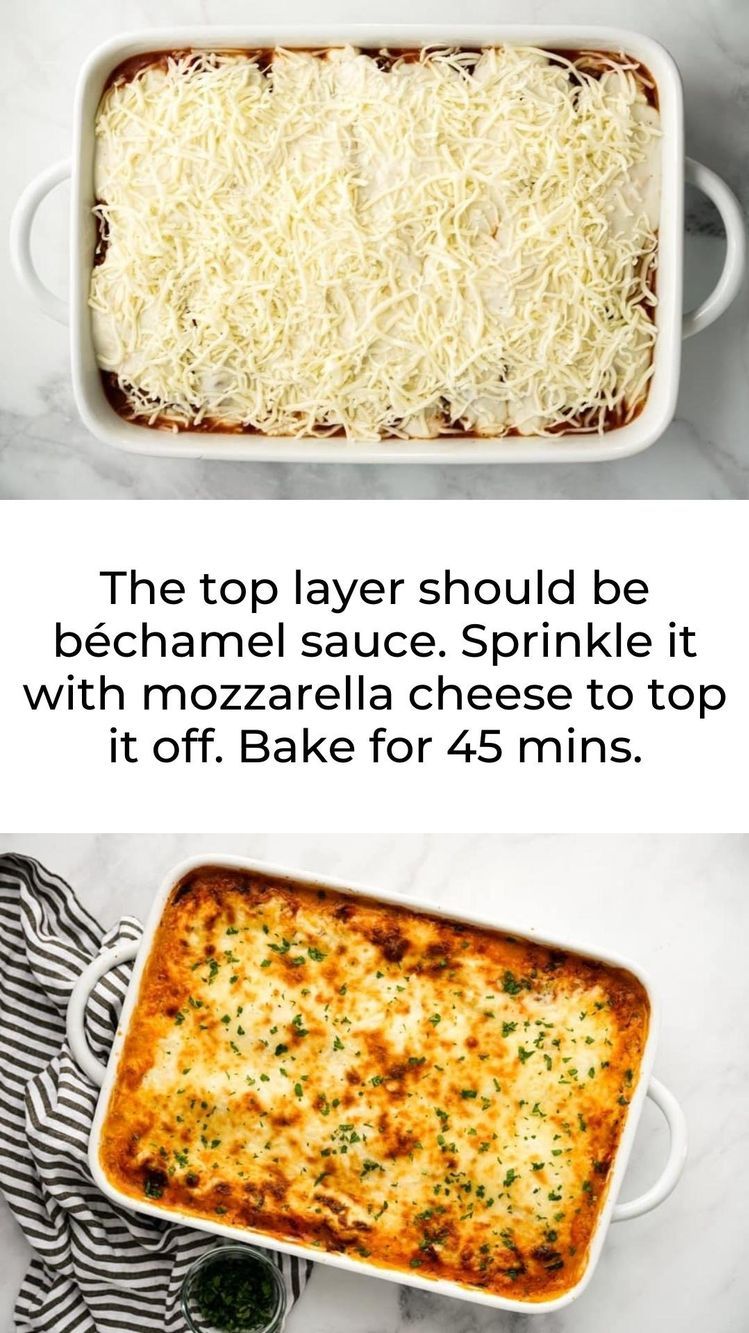 The top layer should be
béchamel sauce. Sprinkle it
with mozzarella cheese to top
it off. Bake for 45 mins.